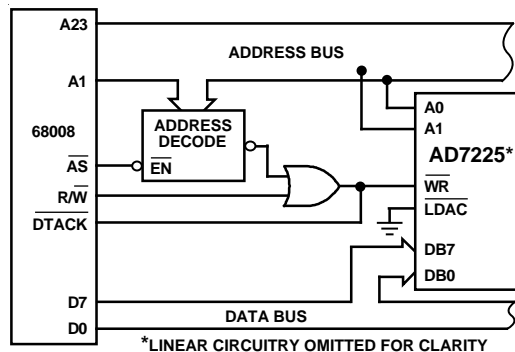 A23
ADDRESS BUS
A1
68008
ADDRESS
DECODE
EN
AS
R/W
DTACK
D7
D0
DATA BUS
A0
A1
AD7225*
WR
LDAC
DB7
DB0
*LINEAR CIRCUITRY OMITTED FOR CLARITY